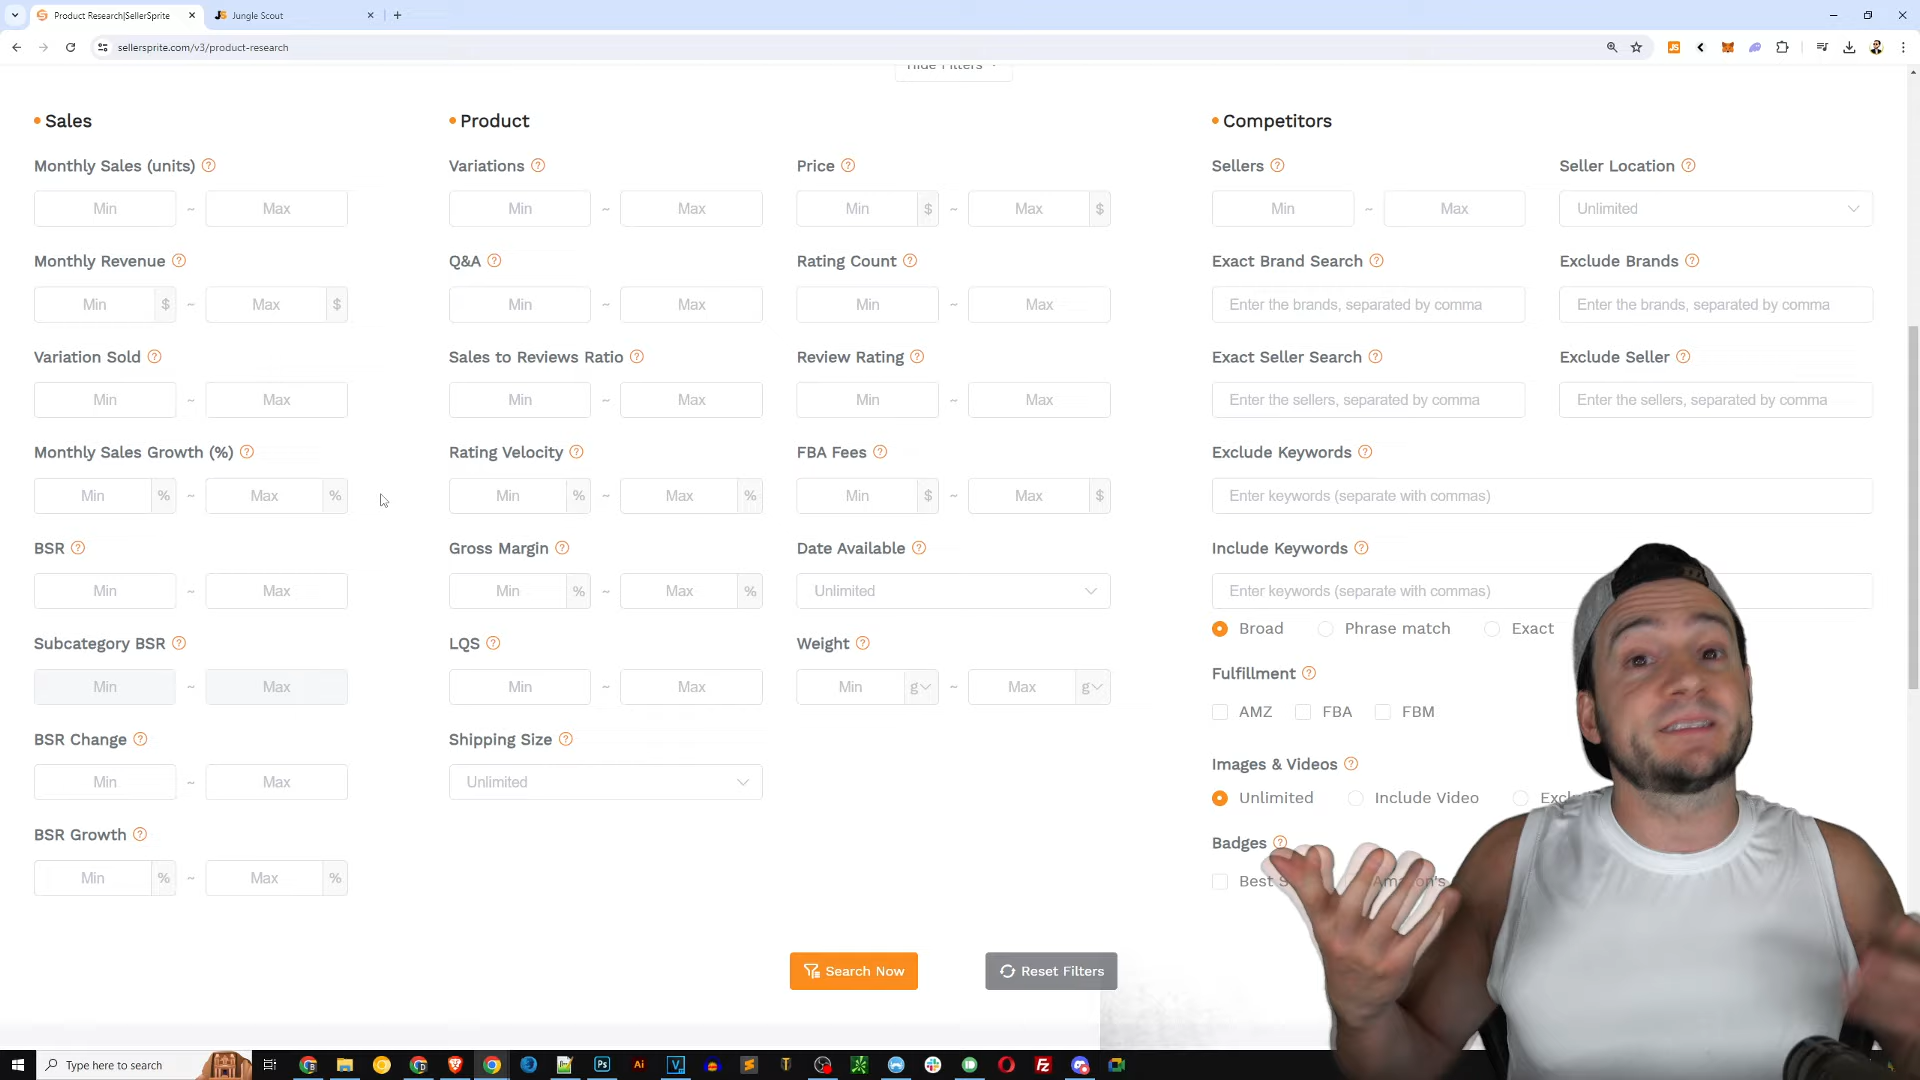 Product Research|SellerSprite
Jungle Scout
sellersprite.com/v3/product-research
Hide Filters
Sales
Product
Competitors
Monthly Sales (units)
Variations
Price
Sellers
Seller Location
Min ~ Max
Min ~ Max
Min $ ~ Max $
Min ~ Max
Unlimited
Monthly Revenue
Q&A
Rating Count
Exact Brand Search
Exclude Brands
Min $ ~ Max $
Min ~ Max
Min ~ Max
Enter the brands, separated by comma
Enter the brands, separated by comma
Variation Sold
Sales to Reviews Ratio
Review Rating
Exact Seller Search
Exclude Seller
Min ~ Max
Min ~ Max
Min ~ Max
Enter the sellers, separated by comma
Enter the sellers, separated by comma
Monthly Sales Growth (%)
Rating Velocity
FBA Fees
Exclude Keywords
Min % ~ Max %
Min % ~ Max %
Min $ ~ Max $
Enter keywords (separate with commas)
BSR
Gross Margin
Date Available
Include Keywords
Min ~ Max
Min % ~ Max %
Unlimited
Enter keywords (separate with commas)
Broad
Phrase match
Exact
Subcategory BSR
LQS
Weight
Fulfillment
Min ~ Max
Min ~ Max
Min g ~ Max g
AMZ
FBA
FBM
BSR Change
Shipping Size
Images & Videos
Min ~ Max
Unlimited
Unlimited
Include Video
BSR Growth
Badges
Min % ~ Max %
Best
Amazon's
Search Now
Reset Filters
Type here to search